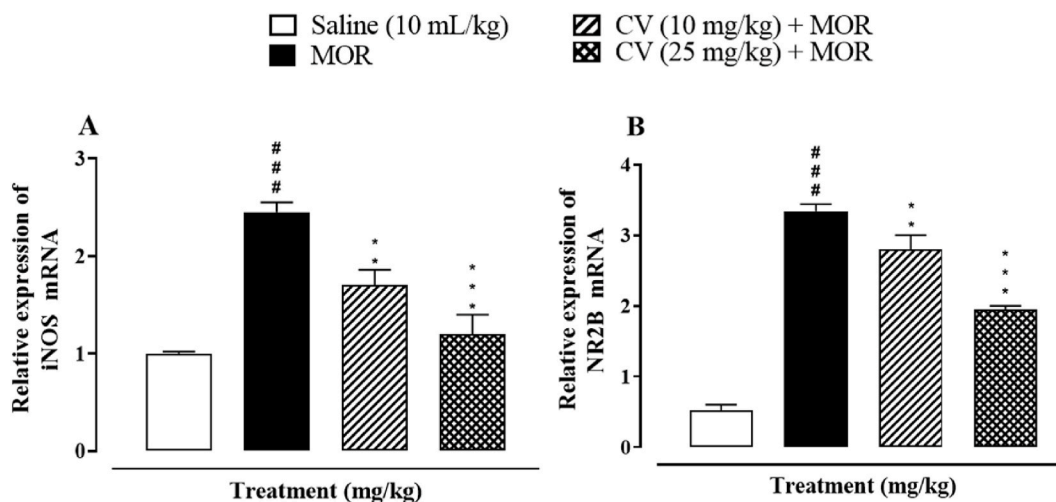 Saline (10 mL/kg)
MOR
CV (10 mg/kg) + MOR
CV (25 mg/kg) + MOR
A
Relative expression of
iNOS mRNA
3
2
1
0
#
#
#
*
*
*
*
*
Treatment (mg/kg)
B
Relative expression of
NR2B mRNA
4
3
2
1
0
#
#
#
*
*
*
*
*
Treatment (mg/kg)